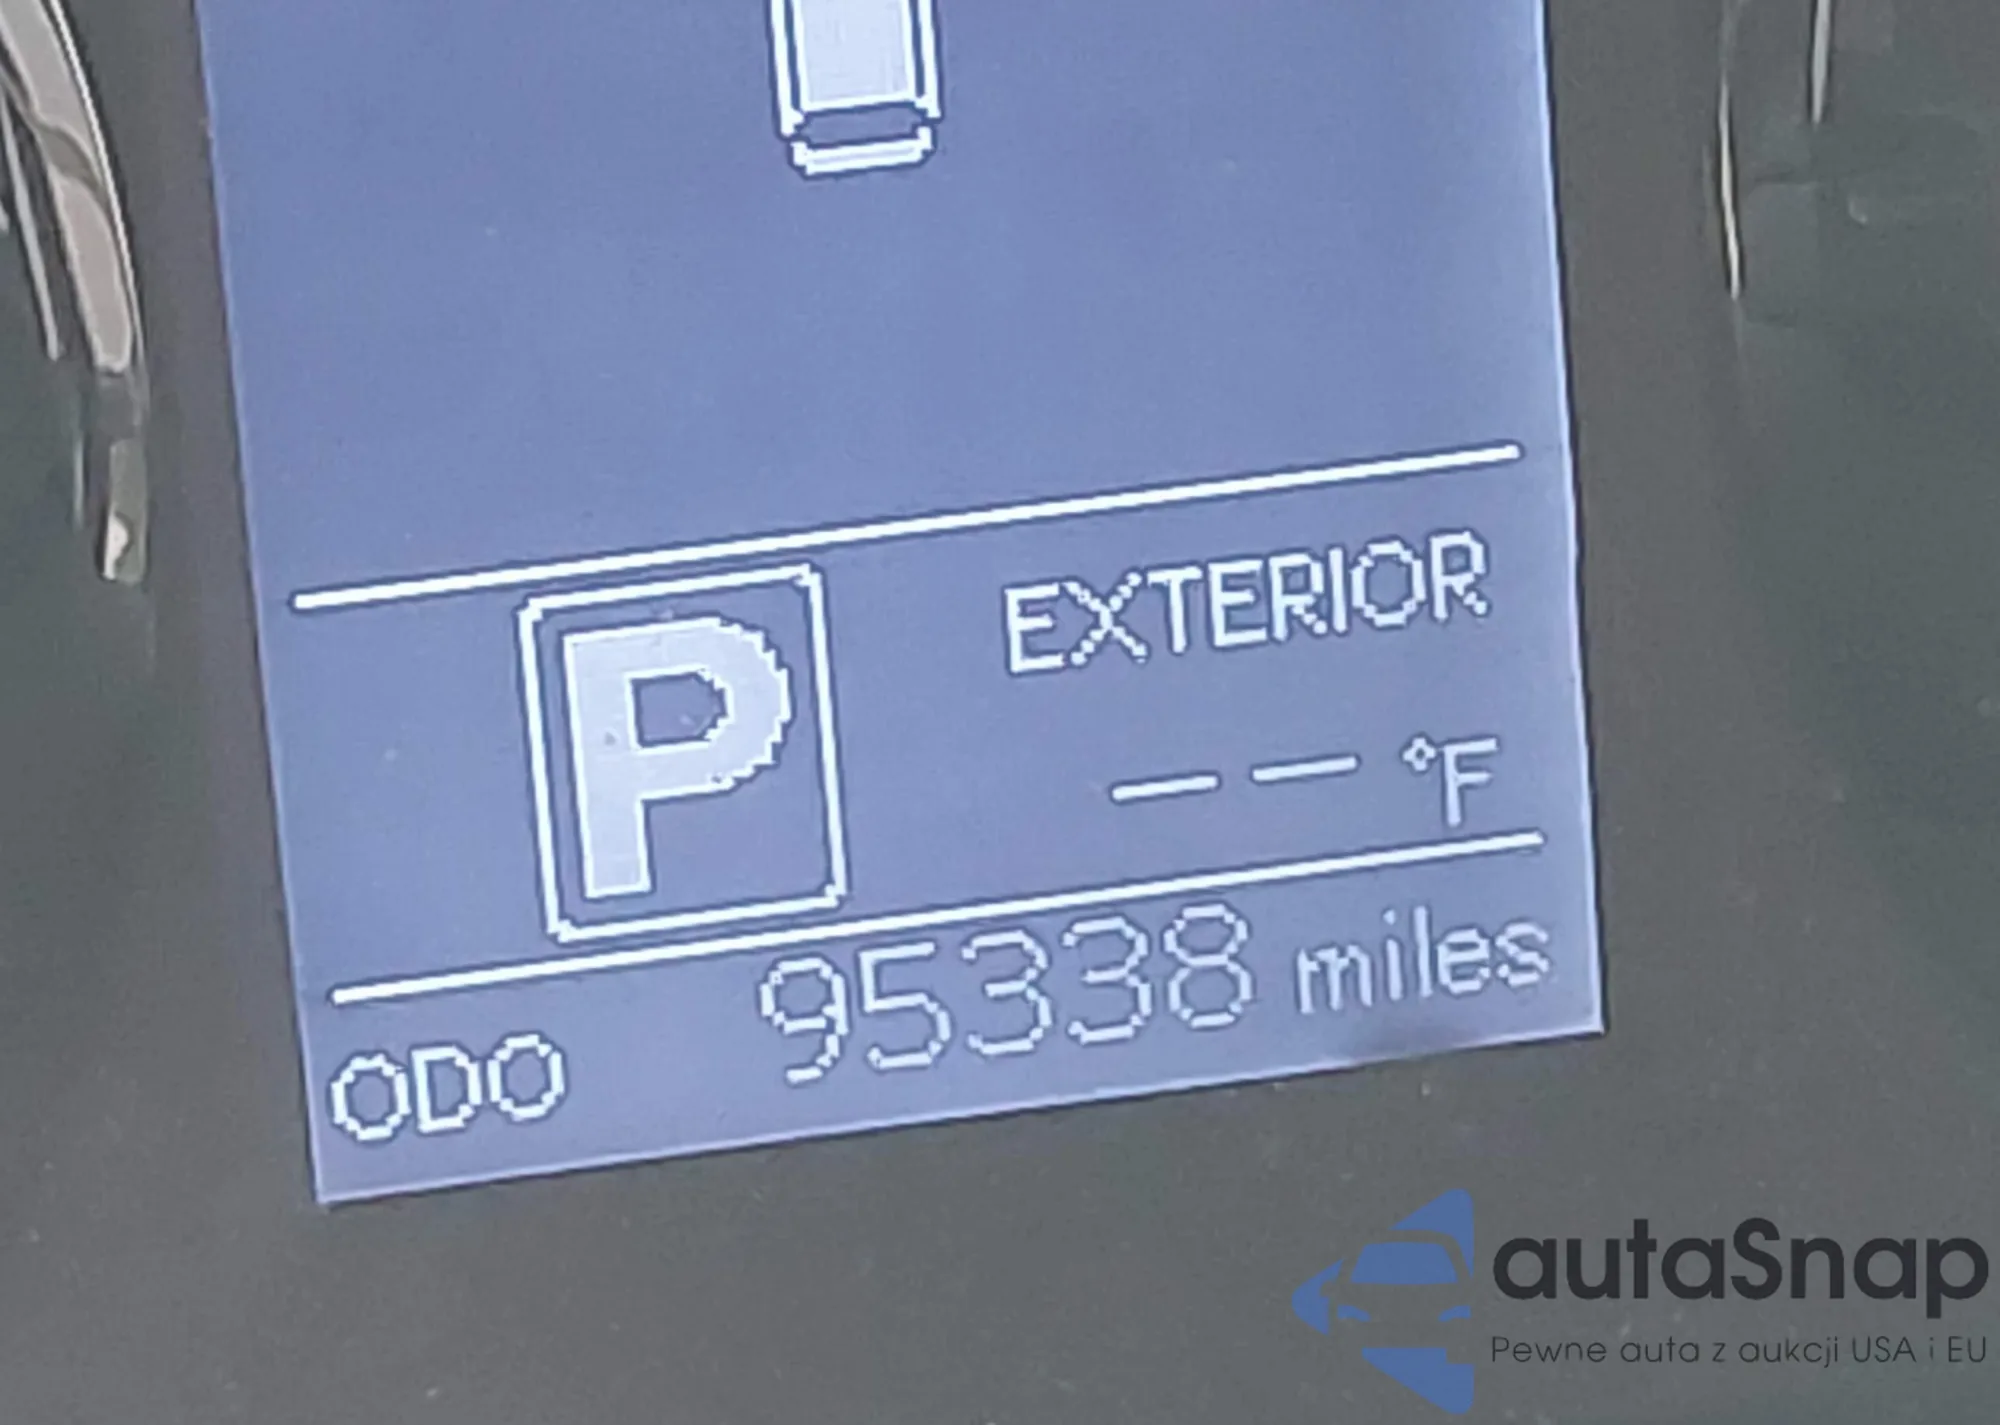 EXTERIOR
P
-- °F
ODO 95338 miles
autaSnap
Pewne auta z aukcji USA i EU